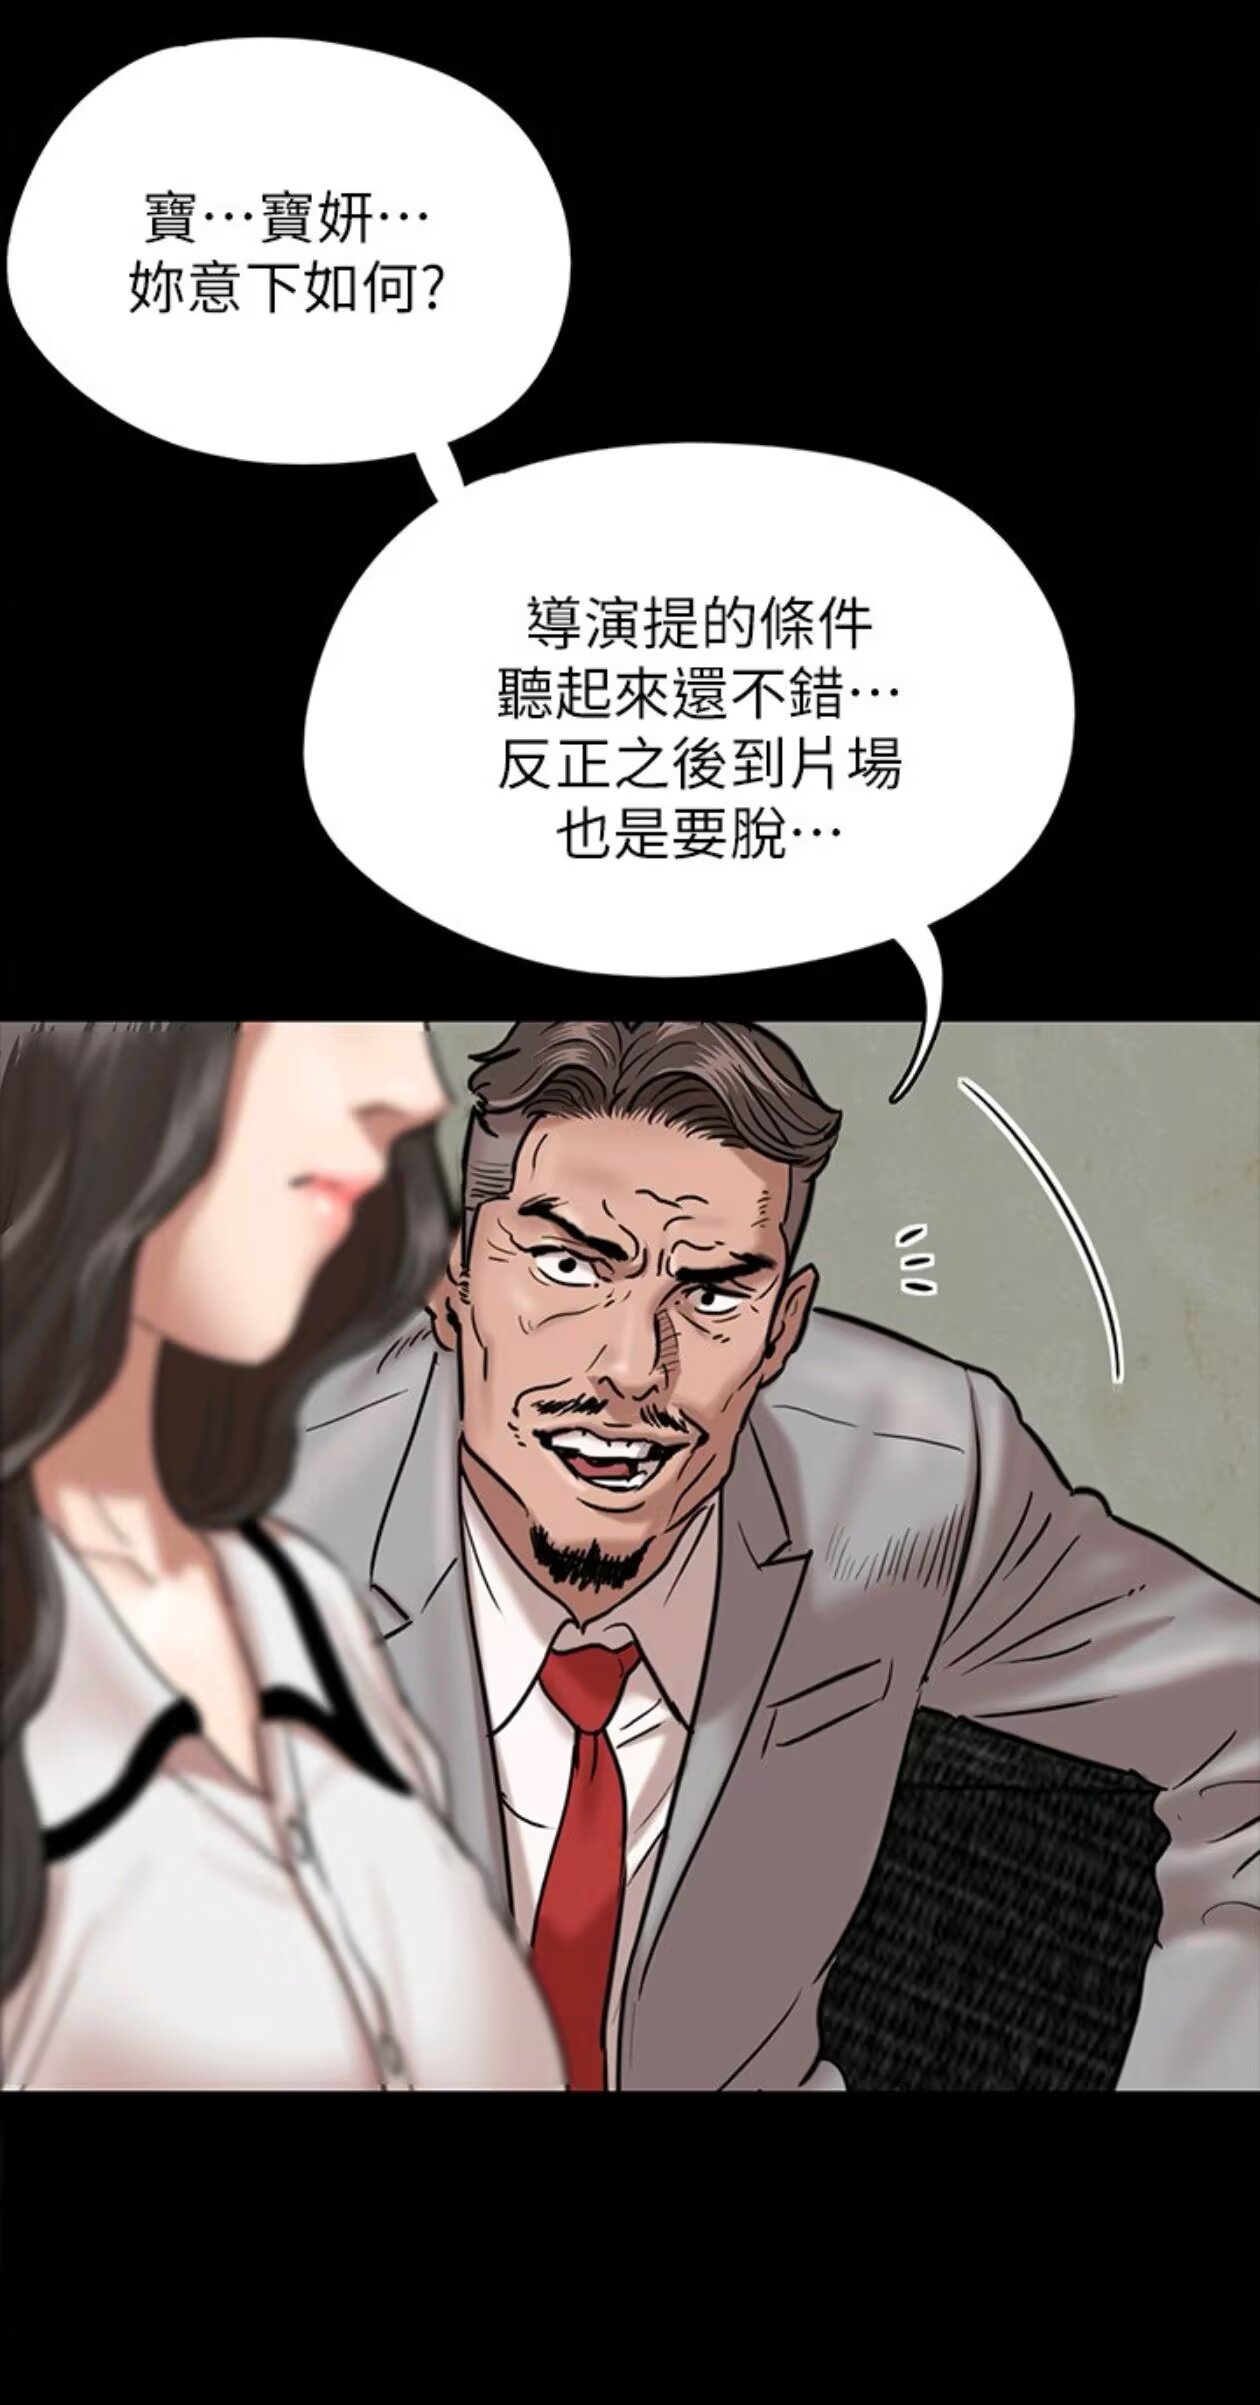 寶⋯寶妍⋯
妳意下如何?
導演提的條件
聽起來還不錯⋯
反正之後到片場
也是要脫⋯